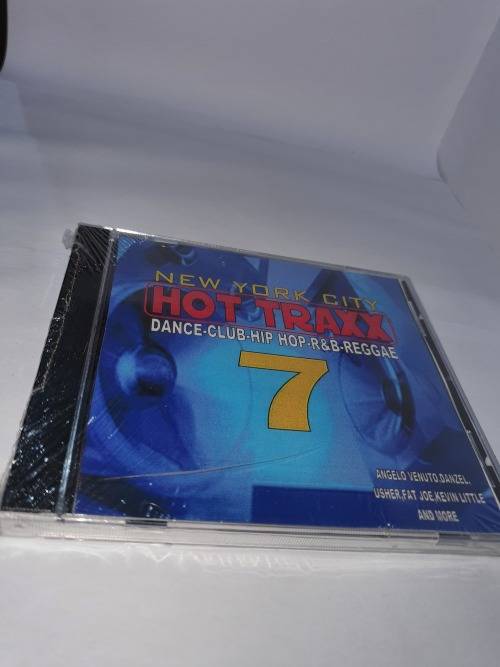 NEW YORK CITY
HOT TRAXX
DANCE-CLUB-HIP HOP-R&B-REGGAE
7
ANGELO VENUTO,DANZEL,
USHER,FAT JOE,KEVIN LITTLE
AND MORE